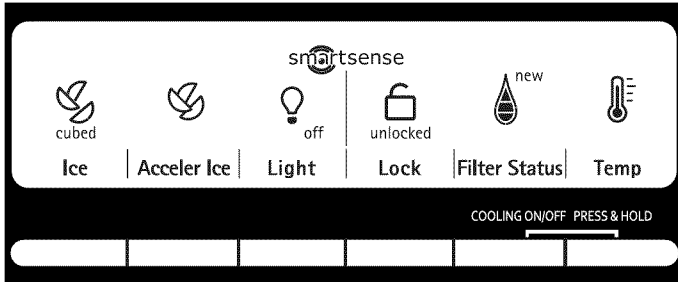 smartsense
new
cubed off unlocked
Ice Acceler Ice Light Lock Filter Status Temp
COOLING ON/OFF PRESS & HOLD